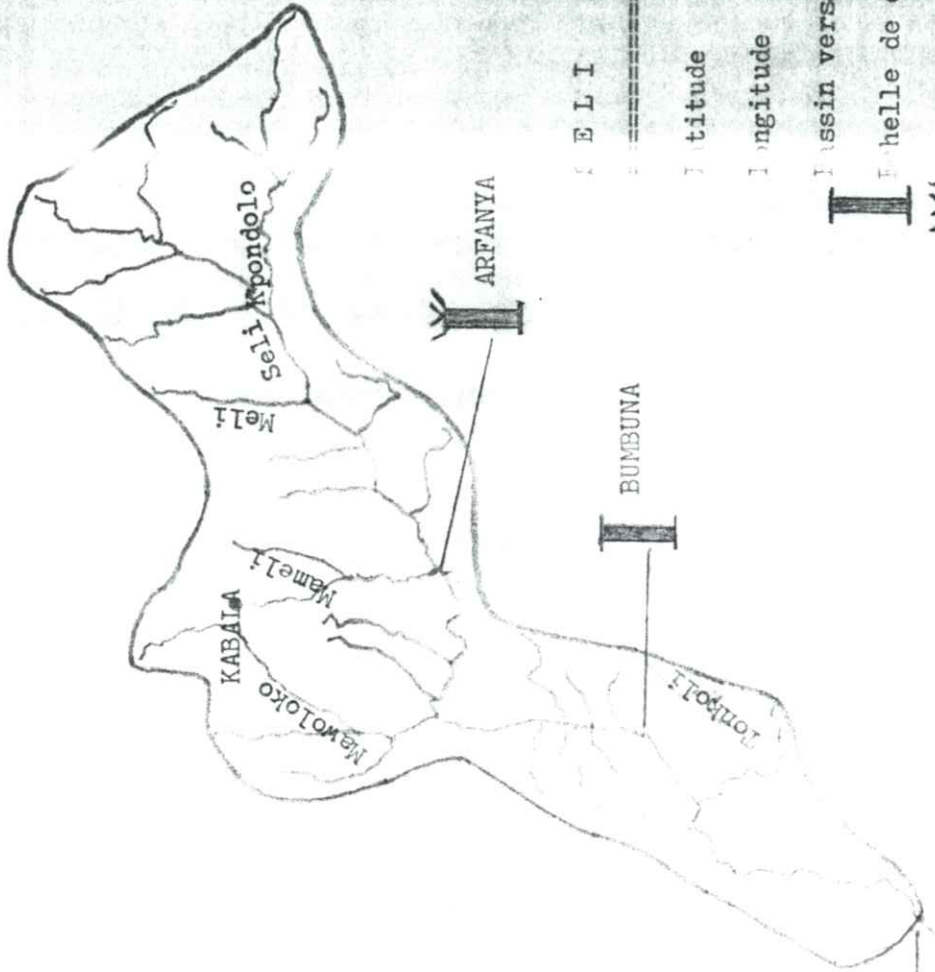 KABALA
Mawoloko
Mameli
Meli
Seli
Kpondolo
ARFANYA
BUMBUNA
Tonkoli
E L I
titude
ngitude
ssin vers
helle de